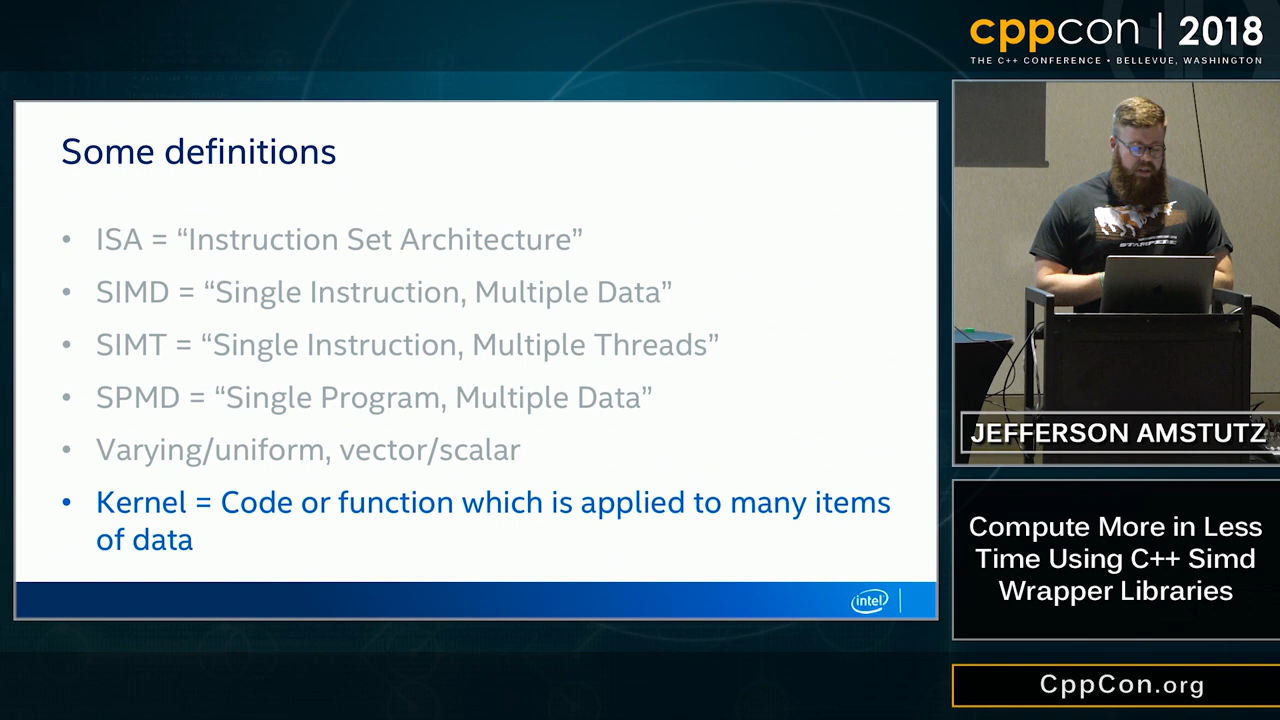 cppcon | 2018
THE C++ CONFERENCE • BELLEVUE, WASHINGTON
Some definitions
• ISA = “Instruction Set Architecture”
• SIMD = “Single Instruction, Multiple Data”
• SIMT = “Single Instruction, Multiple Threads”
• SPMD = “Single Program, Multiple Data”
• Varying/uniform, vector/scalar
• Kernel = Code or function which is applied to many items
of data
intel
STAMPEDE
JEFFERSON AMSTUTZ
Compute More in Less
Time Using C++ Simd
Wrapper Libraries
CppCon.org